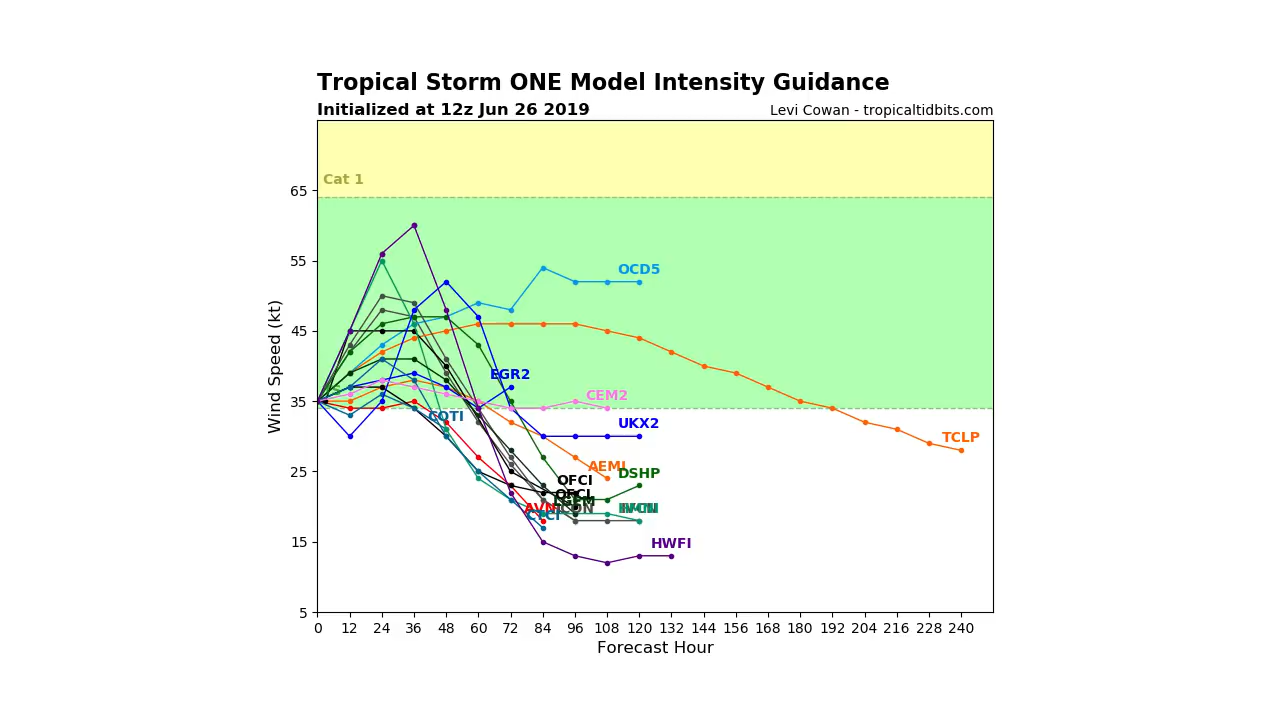 Tropical Storm ONE Model Intensity Guidance
Initialized at 12z Jun 26 2019
Levi Cowan - tropicaltidbits.com
Cat 1
65
55
45
35
25
15
5
Wind Speed (kt)
OCD5
EGR2
CEM2
COTI
UKX2
TCLP
AEMI
DSHP
OFCI
OFCL
AVNI
ICON
IVCN
CTCI
HWFI
0 12 24 36 48 60 72 84 96 108 120 132 144 156 168 180 192 204 216 228 240
Forecast Hour